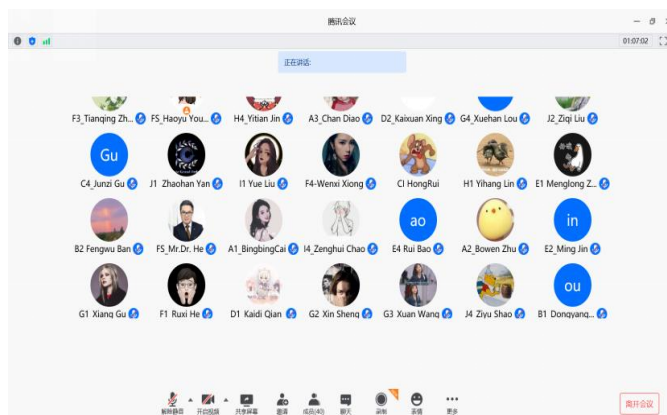 腾讯会议
01:07:02
正在讲话:
F3_Tianqing Zh... FS_Haoyu You... H4_Yitian Jin A3_Chan Diao D2_Kaixuan Xing G4_Xuehan Lou J2_Ziqi Liu
Gu
C4_Junzi Gu J1 Zhaohan Yan I1 Yue Liu F4-Wenxi Xiong CI HongRui H1 Yihang Lin E1 Menglong Z...
ao in
B2 Fengwu Ban FS_Mr.Dr. He A1_BingbingCai I4_Zenghui Chao E4 Rui Bao A2_Bowen Zhu E2_Ming Jin
ou
G1 Xiang Gu F1 Ruxi He D1 Kaidi Qian G2 Xin Sheng G3 Xuan Wang J4 Ziyu Shao B1 Dongyang...
解除静音 开启视频 共享屏幕 邀请 成员(40) 聊天 录制 表情 更多
离开会议